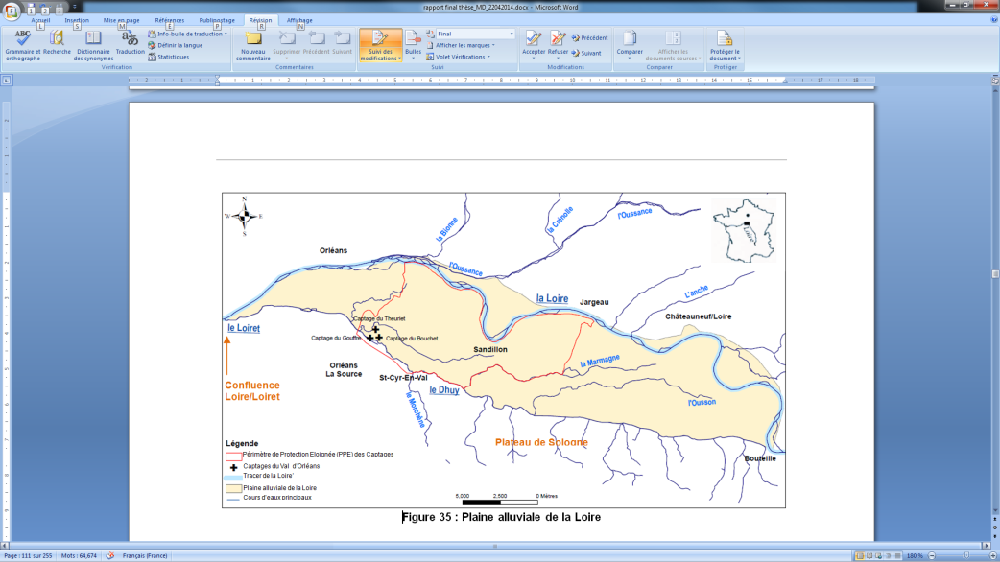 rapport final thèse_MD_22042014.docx - Microsoft Word
Accueil Insertion Mise en page Références Publipostage Révision Affichage
L S M É P R N
ABC
Grammaire et orthographe
Recherche
Dictionnaire des synonymes
Traduction
Info-bulle de traduction
Définir la langue
Statistiques
Vérification
Nouveau commentaire
Supprimer
Précédent
Suivant
Commentaires
Suivi des modifications
Bulles
Final
Afficher les marques
Volet Vérifications
Suivi
Accepter
Refuser
Précédent
Suivant
Modifications
Comparer
Afficher les documents sources
Comparer
Protéger le document
Protéger
N
W E
S
Loire
la Bionne
la Crénolle
l'Oussance
Orléans
l'Oussance
L'anche
la Loire
Jargeau
Châteauneuf/Loire
Captage du Theuriet
le Loiret
Captage du Gouffre
Captage du Bouchet
Sandillon
la Marmagne
Orléans
La Source
St-Cyr-En-Val
Confluence
Loire/Loiret
le Dhuy
la Morchêne
l'Ousson
Plateau de Sologne
Légende
Périmètre de Protection Eloignée (PPE) des Captages
Captages du Val d'Orléans
Tracer de la Loire'
Plaine alluviale de la Loire
Cours d'eaux principaux
Bouteille
5,000 2,500 0 Mètres
Figure 35 : Plaine alluviale de la Loire
Page : 111 sur 255 Mots : 64,674 Français (France) 180 %